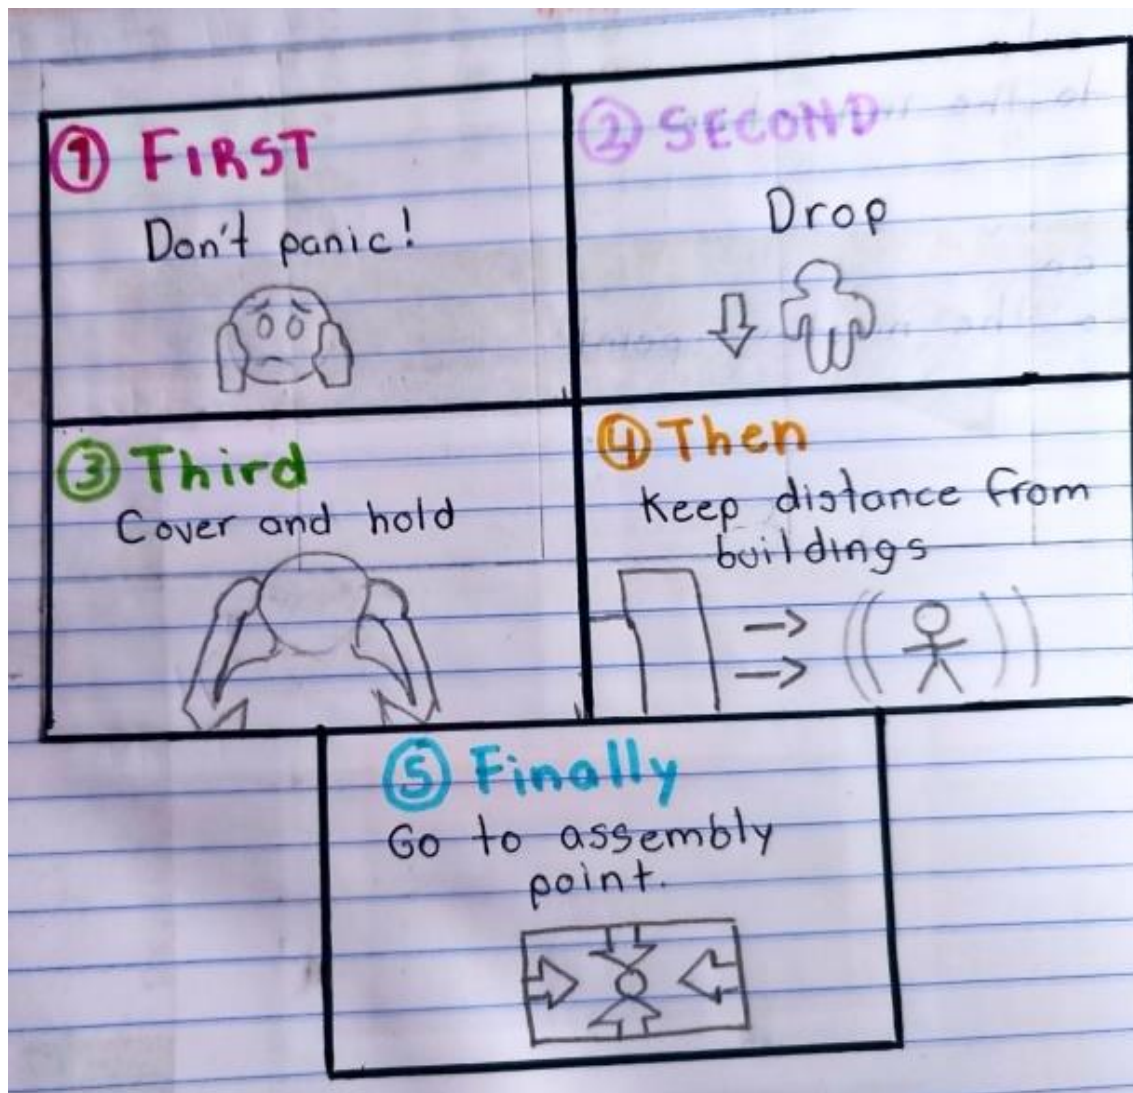 ① FIRST
Don't panic!
② SECOND
Drop
③ Third
Cover and hold
④ Then
Keep distance from
buildings
⑤ Finally
Go to assembly
point.